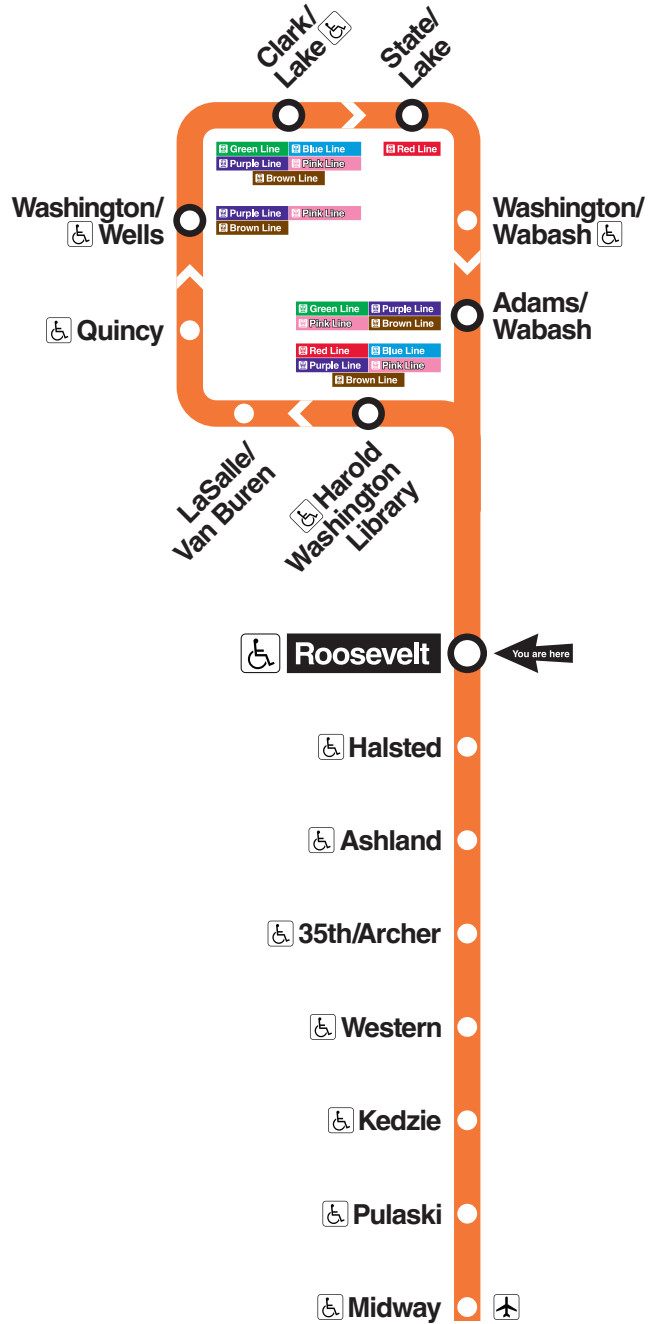 Clark/
Lake
State/
Lake
Green Line Blue Line
Purple Line Pink Line
Brown Line
Red Line
Washington/
Wells
Purple Line Pink Line
Brown Line
Washington/
Wabash
Quincy
Green Line Purple Line
Pink Line Brown Line
Adams/
Wabash
Red Line Blue Line
Purple Line Pink Line
Brown Line
LaSalle/
Van Buren
Harold
Washington
Library
Roosevelt
You are here
Halsted
Ashland
35th/Archer
Western
Kedzie
Pulaski
Midway